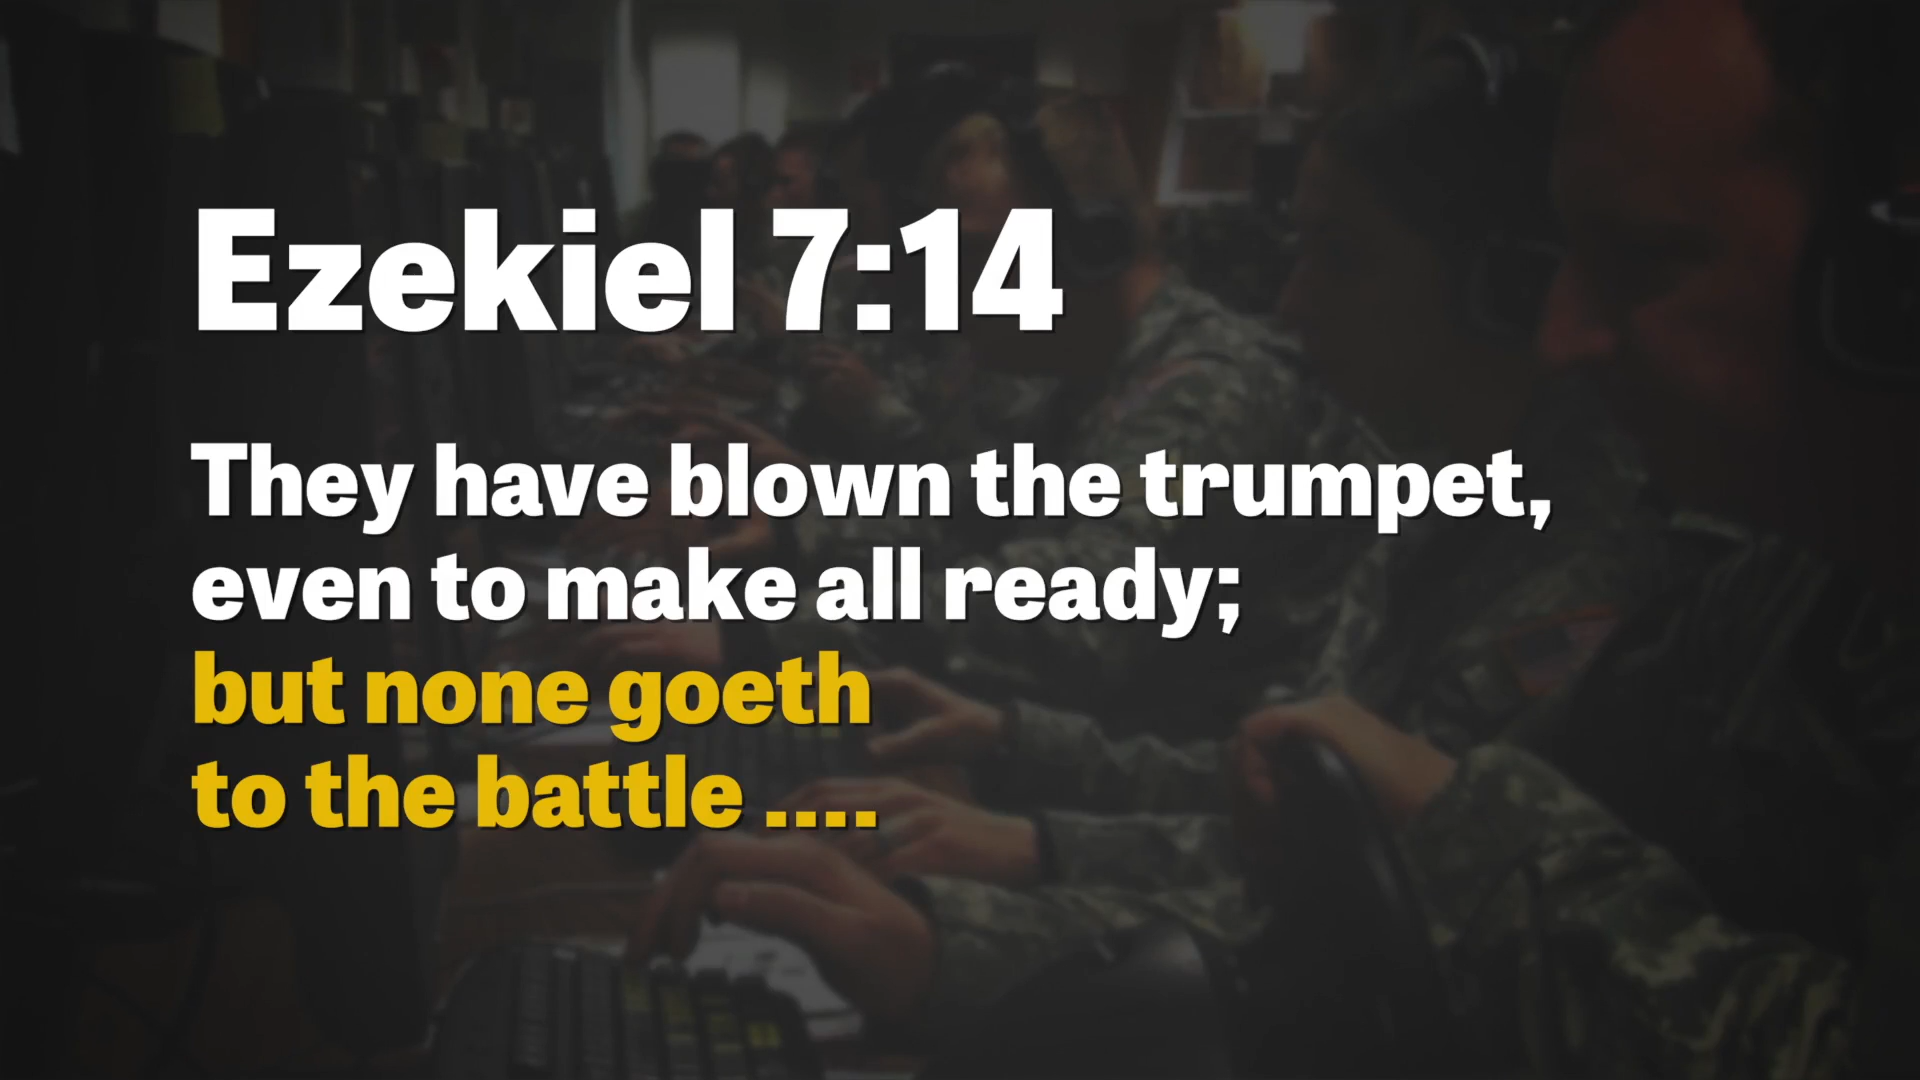 Ezekiel 7:14
They have blown the trumpet,
even to make all ready;
but none goeth
to the battle ....